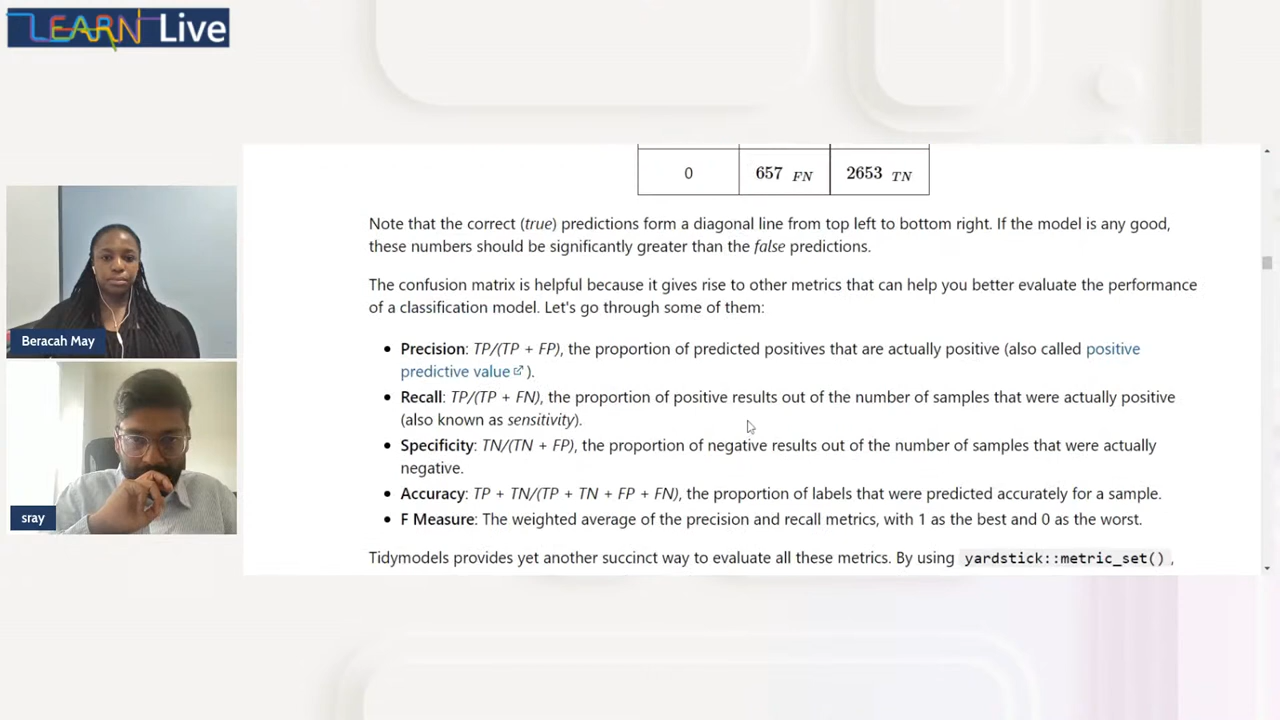 LEARN Live
0 657 FN 2653 TN
Note that the correct (true) predictions form a diagonal line from top left to bottom right. If the model is any good,
these numbers should be significantly greater than the false predictions.
The confusion matrix is helpful because it gives rise to other metrics that can help you better evaluate the performance
of a classification model. Let's go through some of them:
• Precision: TP/(TP + FP), the proportion of predicted positives that are actually positive (also called positive
predictive value ).
• Recall: TP/(TP + FN), the proportion of positive results out of the number of samples that were actually positive
(also known as sensitivity).
• Specificity: TN/(TN + FP), the proportion of negative results out of the number of samples that were actually
negative.
• Accuracy: TP + TN/(TP + TN + FP + FN), the proportion of labels that were predicted accurately for a sample.
• F Measure: The weighted average of the precision and recall metrics, with 1 as the best and 0 as the worst.
Tidymodels provides yet another succinct way to evaluate all these metrics. By using yardstick::metric_set(),
Beracah May
sray